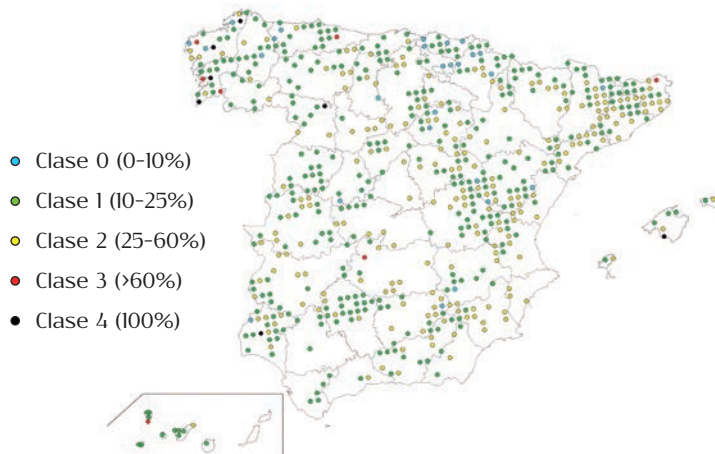 Clase 0 (0-10%)
Clase 1 (10-25%)
Clase 2 (25-60%)
Clase 3 (>60%)
Clase 4 (100%)